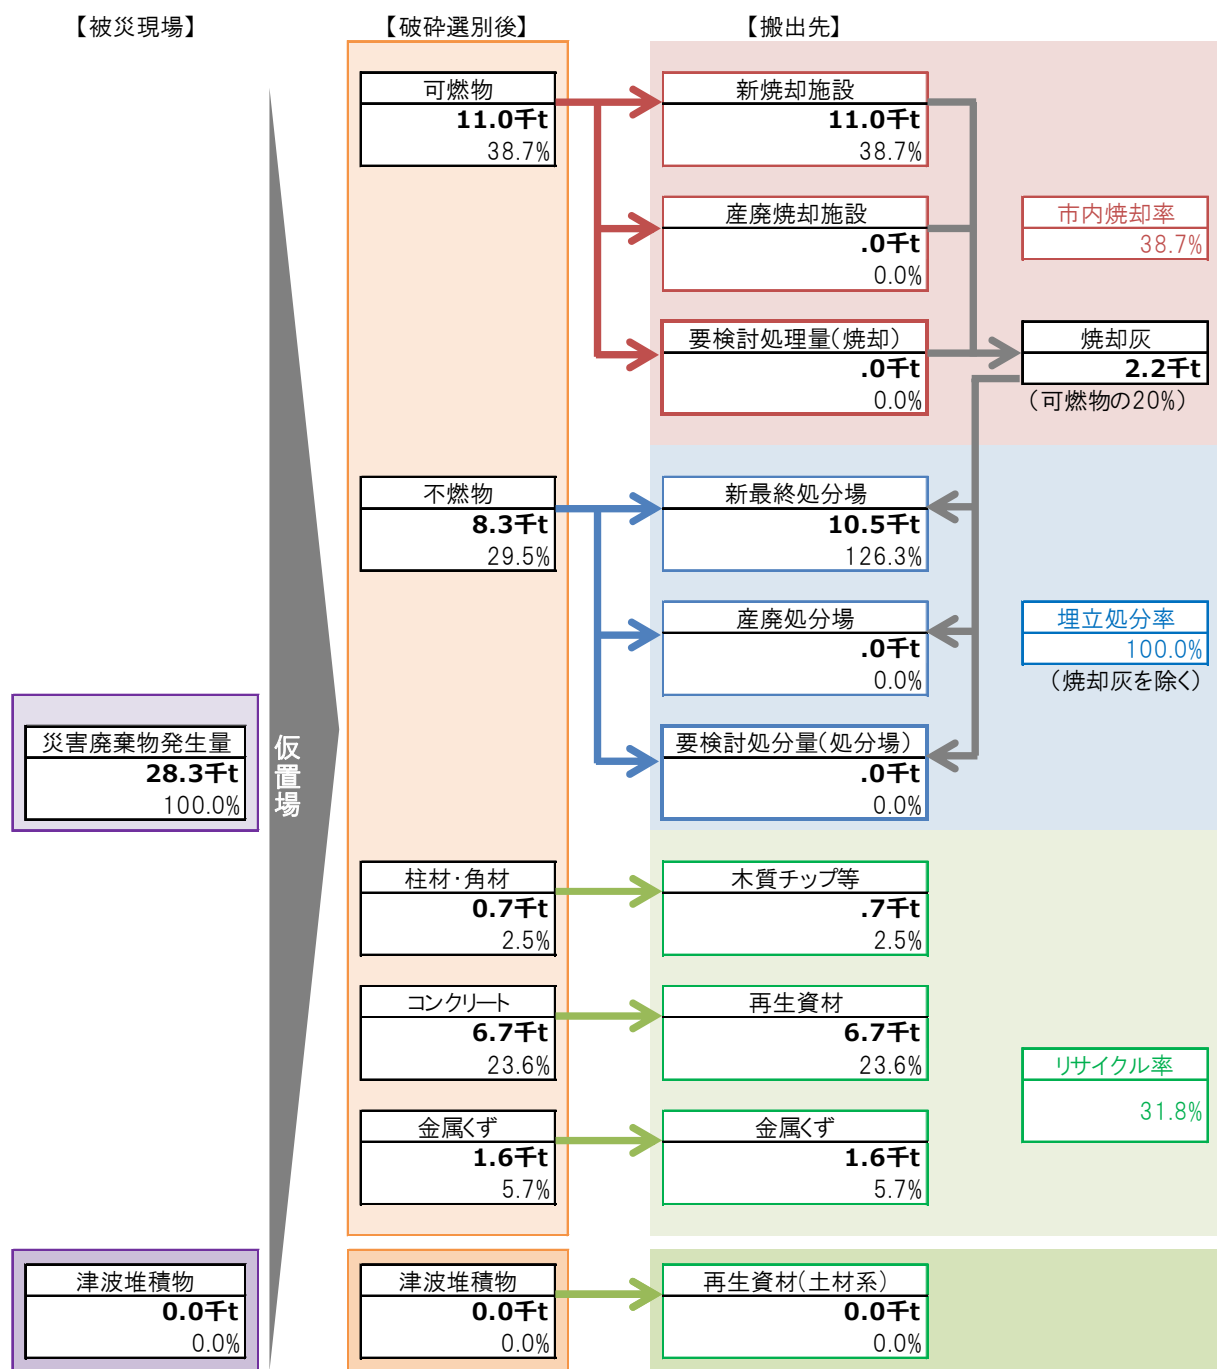 【被災現場】
【破砕選別後】
【搬出先】
可燃物
11.0千t
38.7%
新焼却施設
11.0千t
38.7%
産廃焼却施設
.0千t
0.0%
市内焼却率
38.7%
要検討処理量(焼却)
.0千t
0.0%
焼却灰
2.2千t
(可燃物の20%)
不燃物
8.3千t
29.5%
新最終処分場
10.5千t
126.3%
産廃処分場
.0千t
0.0%
埋立処分率
100.0%
(焼却灰を除く)
災害廃棄物発生量
28.3千t
100.0%
仮置場
要検討処分量(処分場)
.0千t
0.0%
柱材・角材
0.7千t
2.5%
木質チップ等
.7千t
2.5%
コンクリート
6.7千t
23.6%
再生資材
6.7千t
23.6%
リサイクル率
31.8%
金属くず
1.6千t
5.7%
金属くず
1.6千t
5.7%
津波堆積物
0.0千t
0.0%
津波堆積物
0.0千t
0.0%
再生資材(土材系)
0.0千t
0.0%